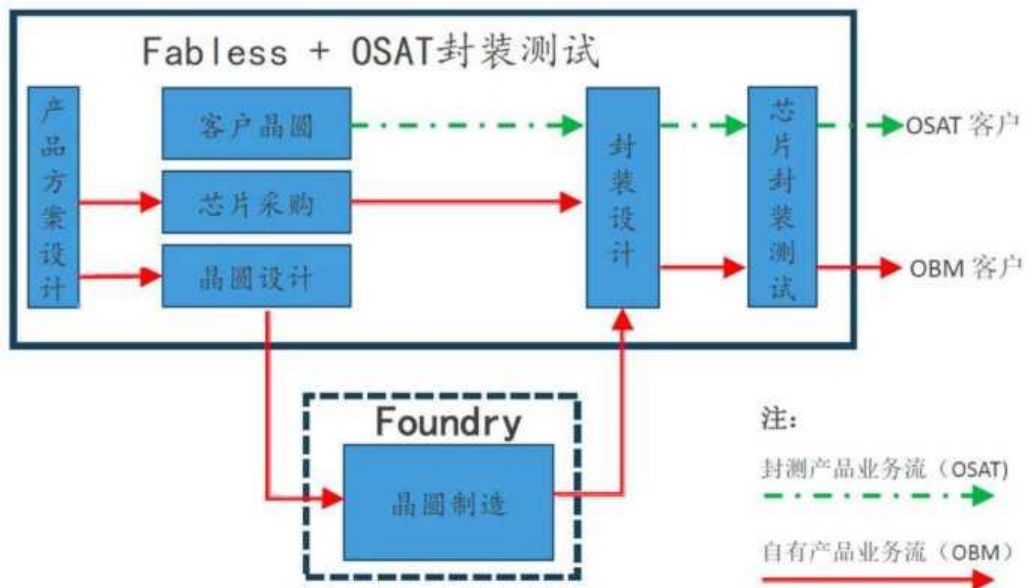 Fabless + OSAT封装测试
产品方案设计
客户晶圆
芯片采购
晶圆设计
封装设计
芯片封装测试
OSAT 客户
OBM 客户
Foundry
晶圆制造
注：
封测产品业务流（OSAT)
自有产品业务流（OBM）